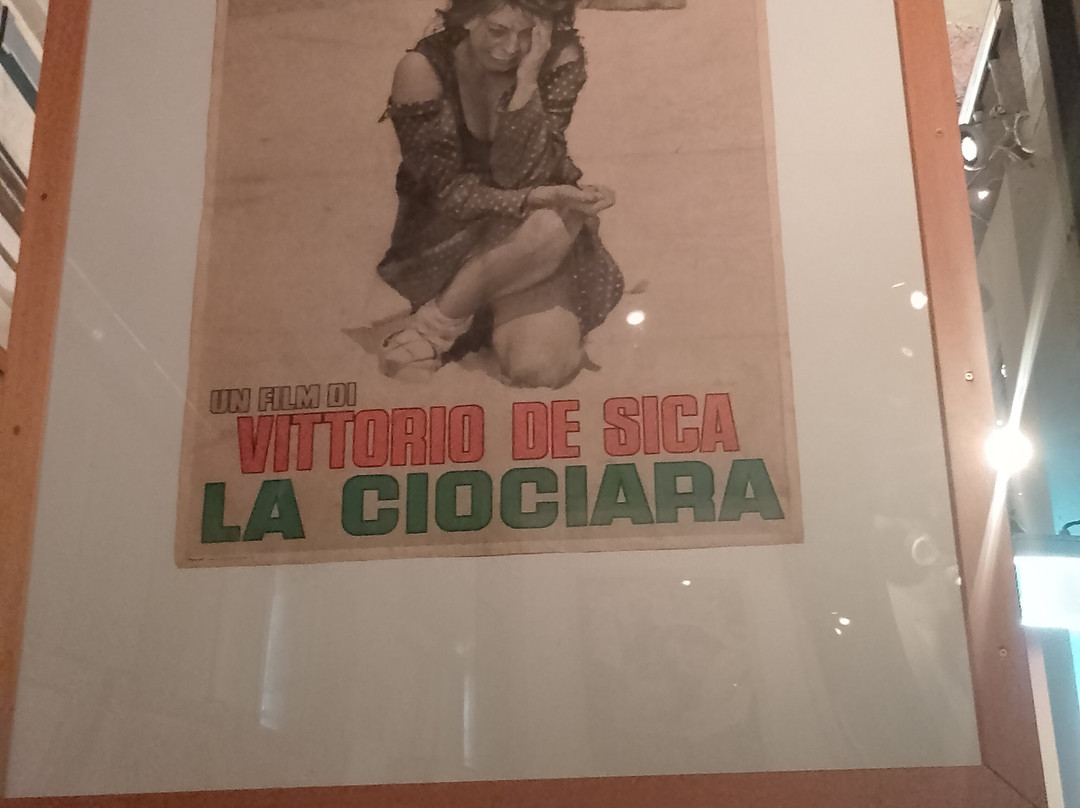 UN FILM DI
VITTORIO DE SICA
LA CIOCIARA